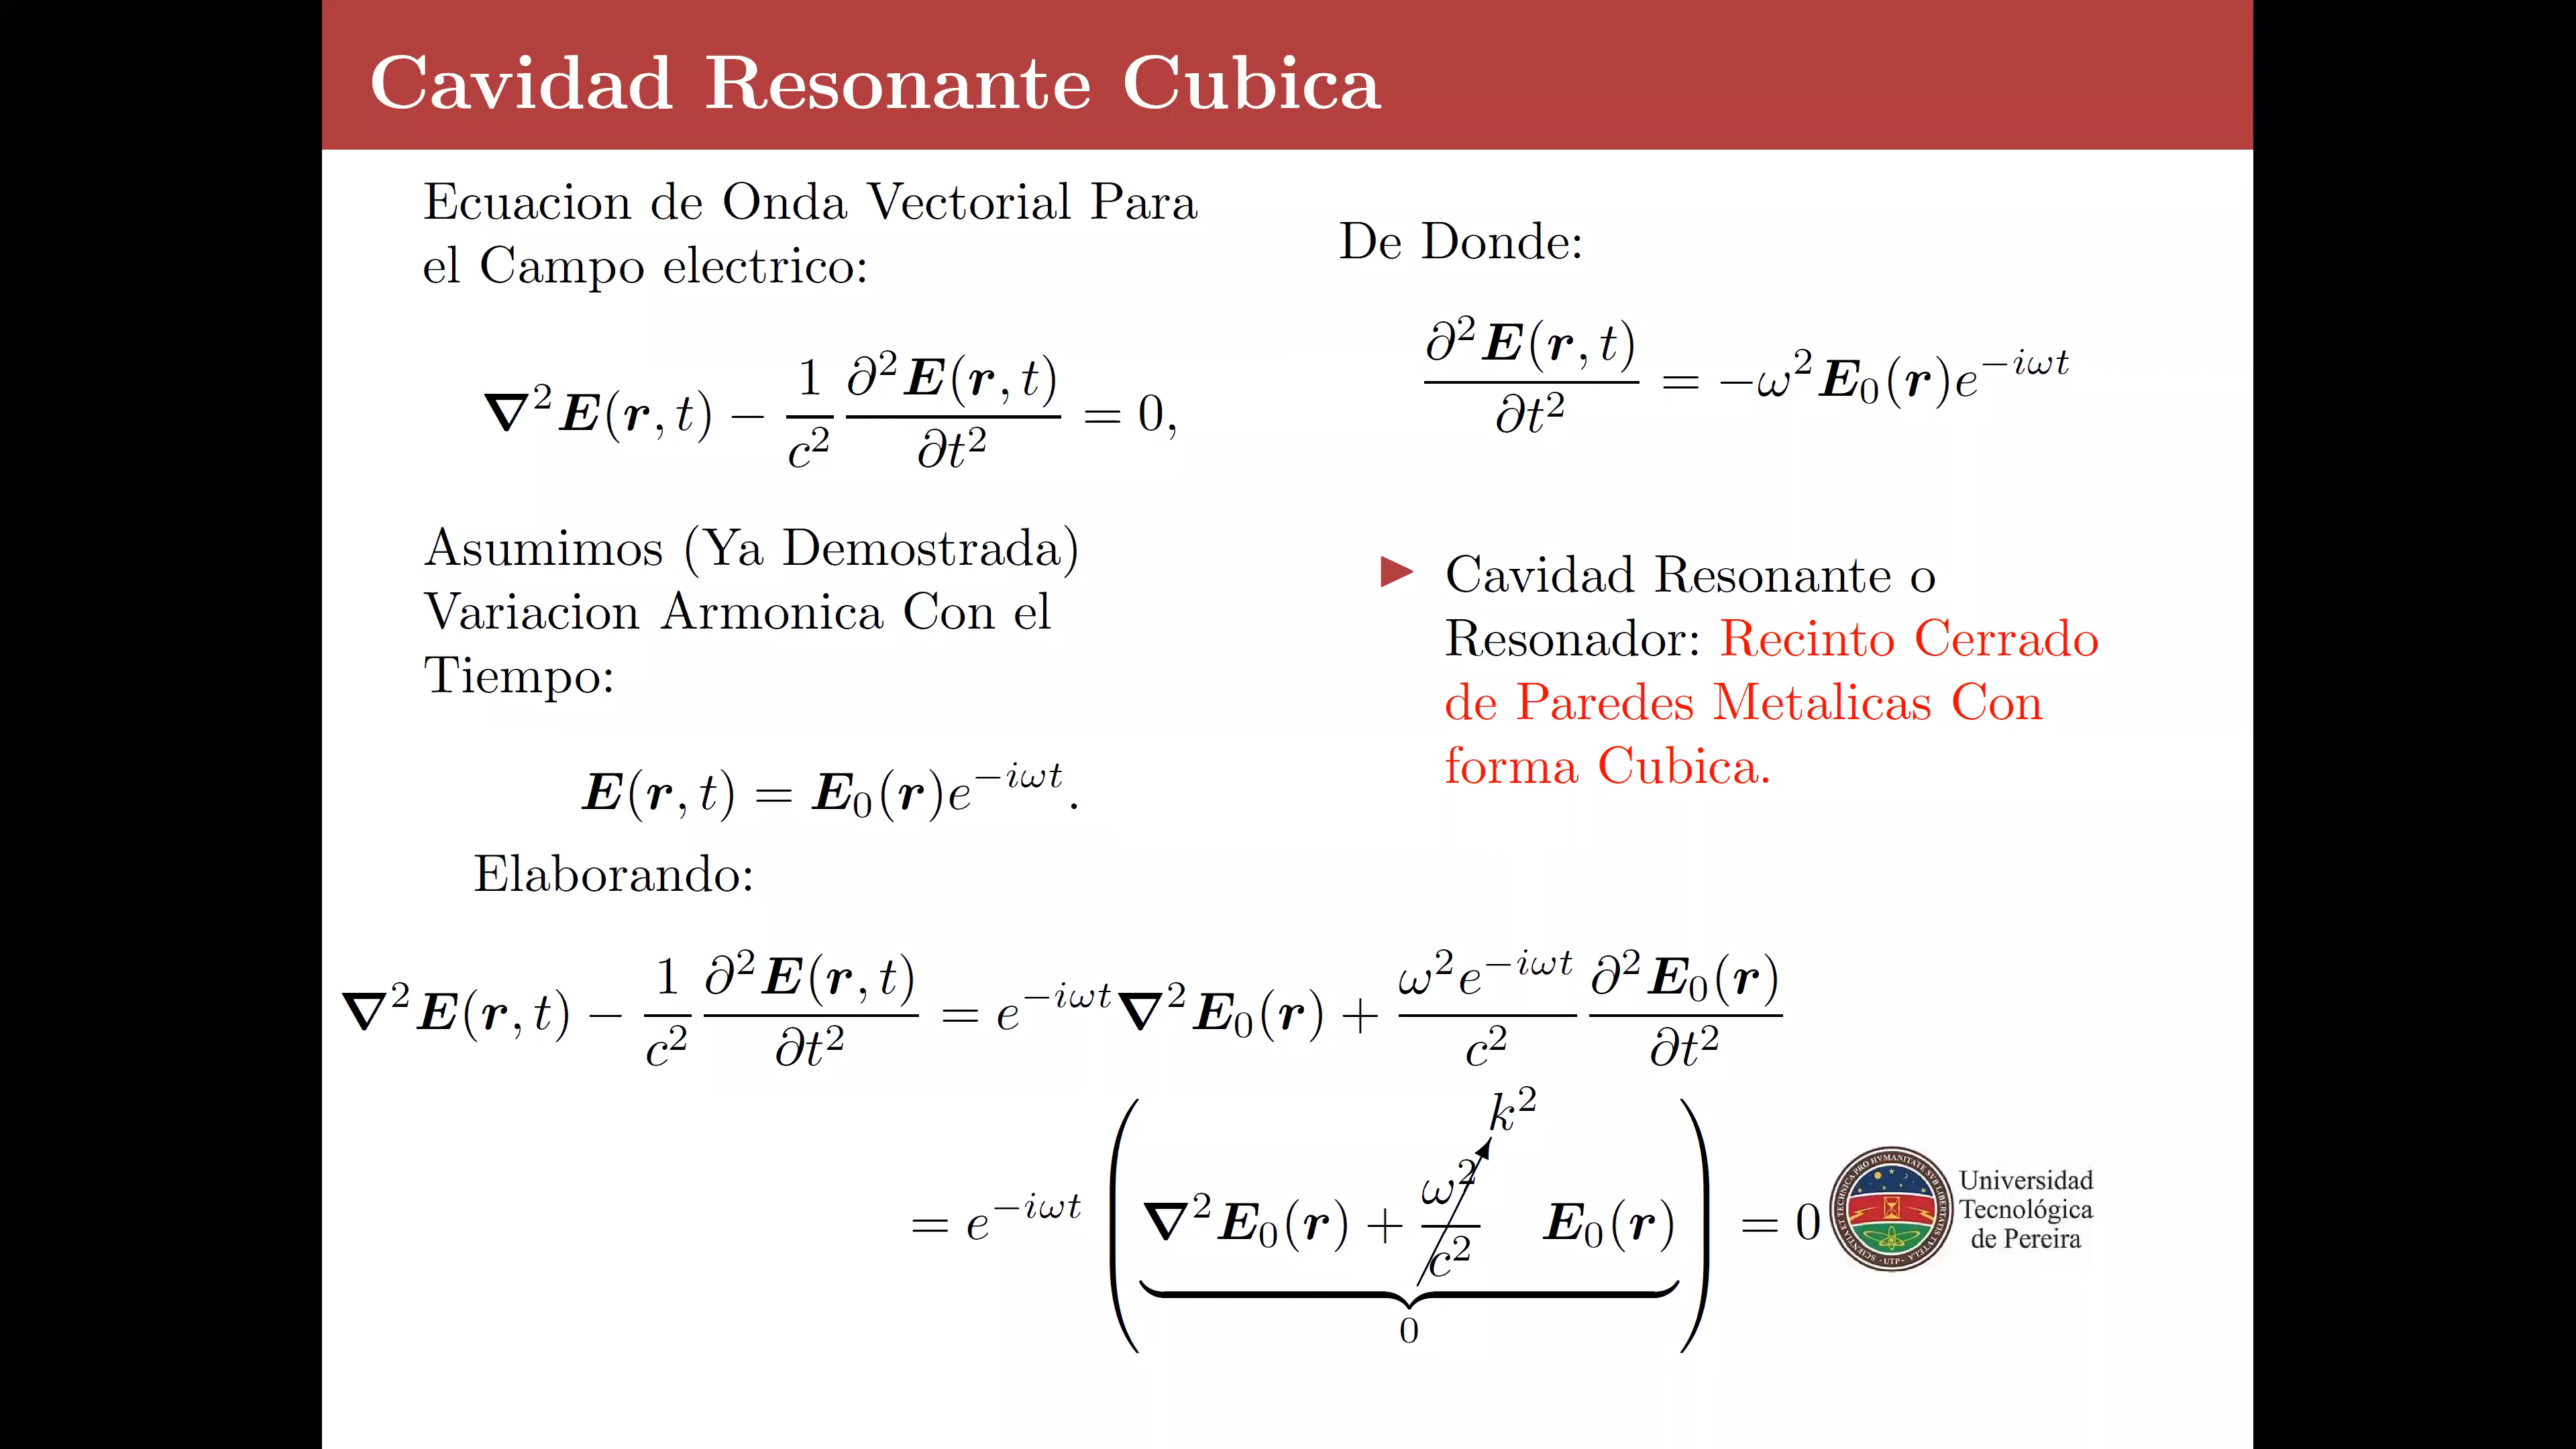 Cavidad Resonante Cubica
Ecuacion de Onda Vectorial Para
el Campo electrico:
∇²E(r, t) − (1/c²) ∂²E(r, t)/∂t² = 0,
Asumimos (Ya Demostrada)
Variacion Armonica Con el
Tiempo:
E(r, t) = E₀(r)e^{−iωt}.
De Donde:
∂²E(r, t)/∂t² = −ω²E₀(r)e^{−iωt}
▶ Cavidad Resonante o
Resonador: Recinto Cerrado
de Paredes Metalicas Con
forma Cubica.
Elaborando:
∇²E(r, t) − (1/c²) ∂²E(r, t)/∂t² = e^{−iωt}∇²E₀(r) + (ω²e^{−iωt}/c²) ∂²E₀(r)/∂t²
k²
= e^{−iωt} (∇²E₀(r) + (ω²/c²) E₀(r)) = 0
0
Universidad
Tecnológica
de Pereira